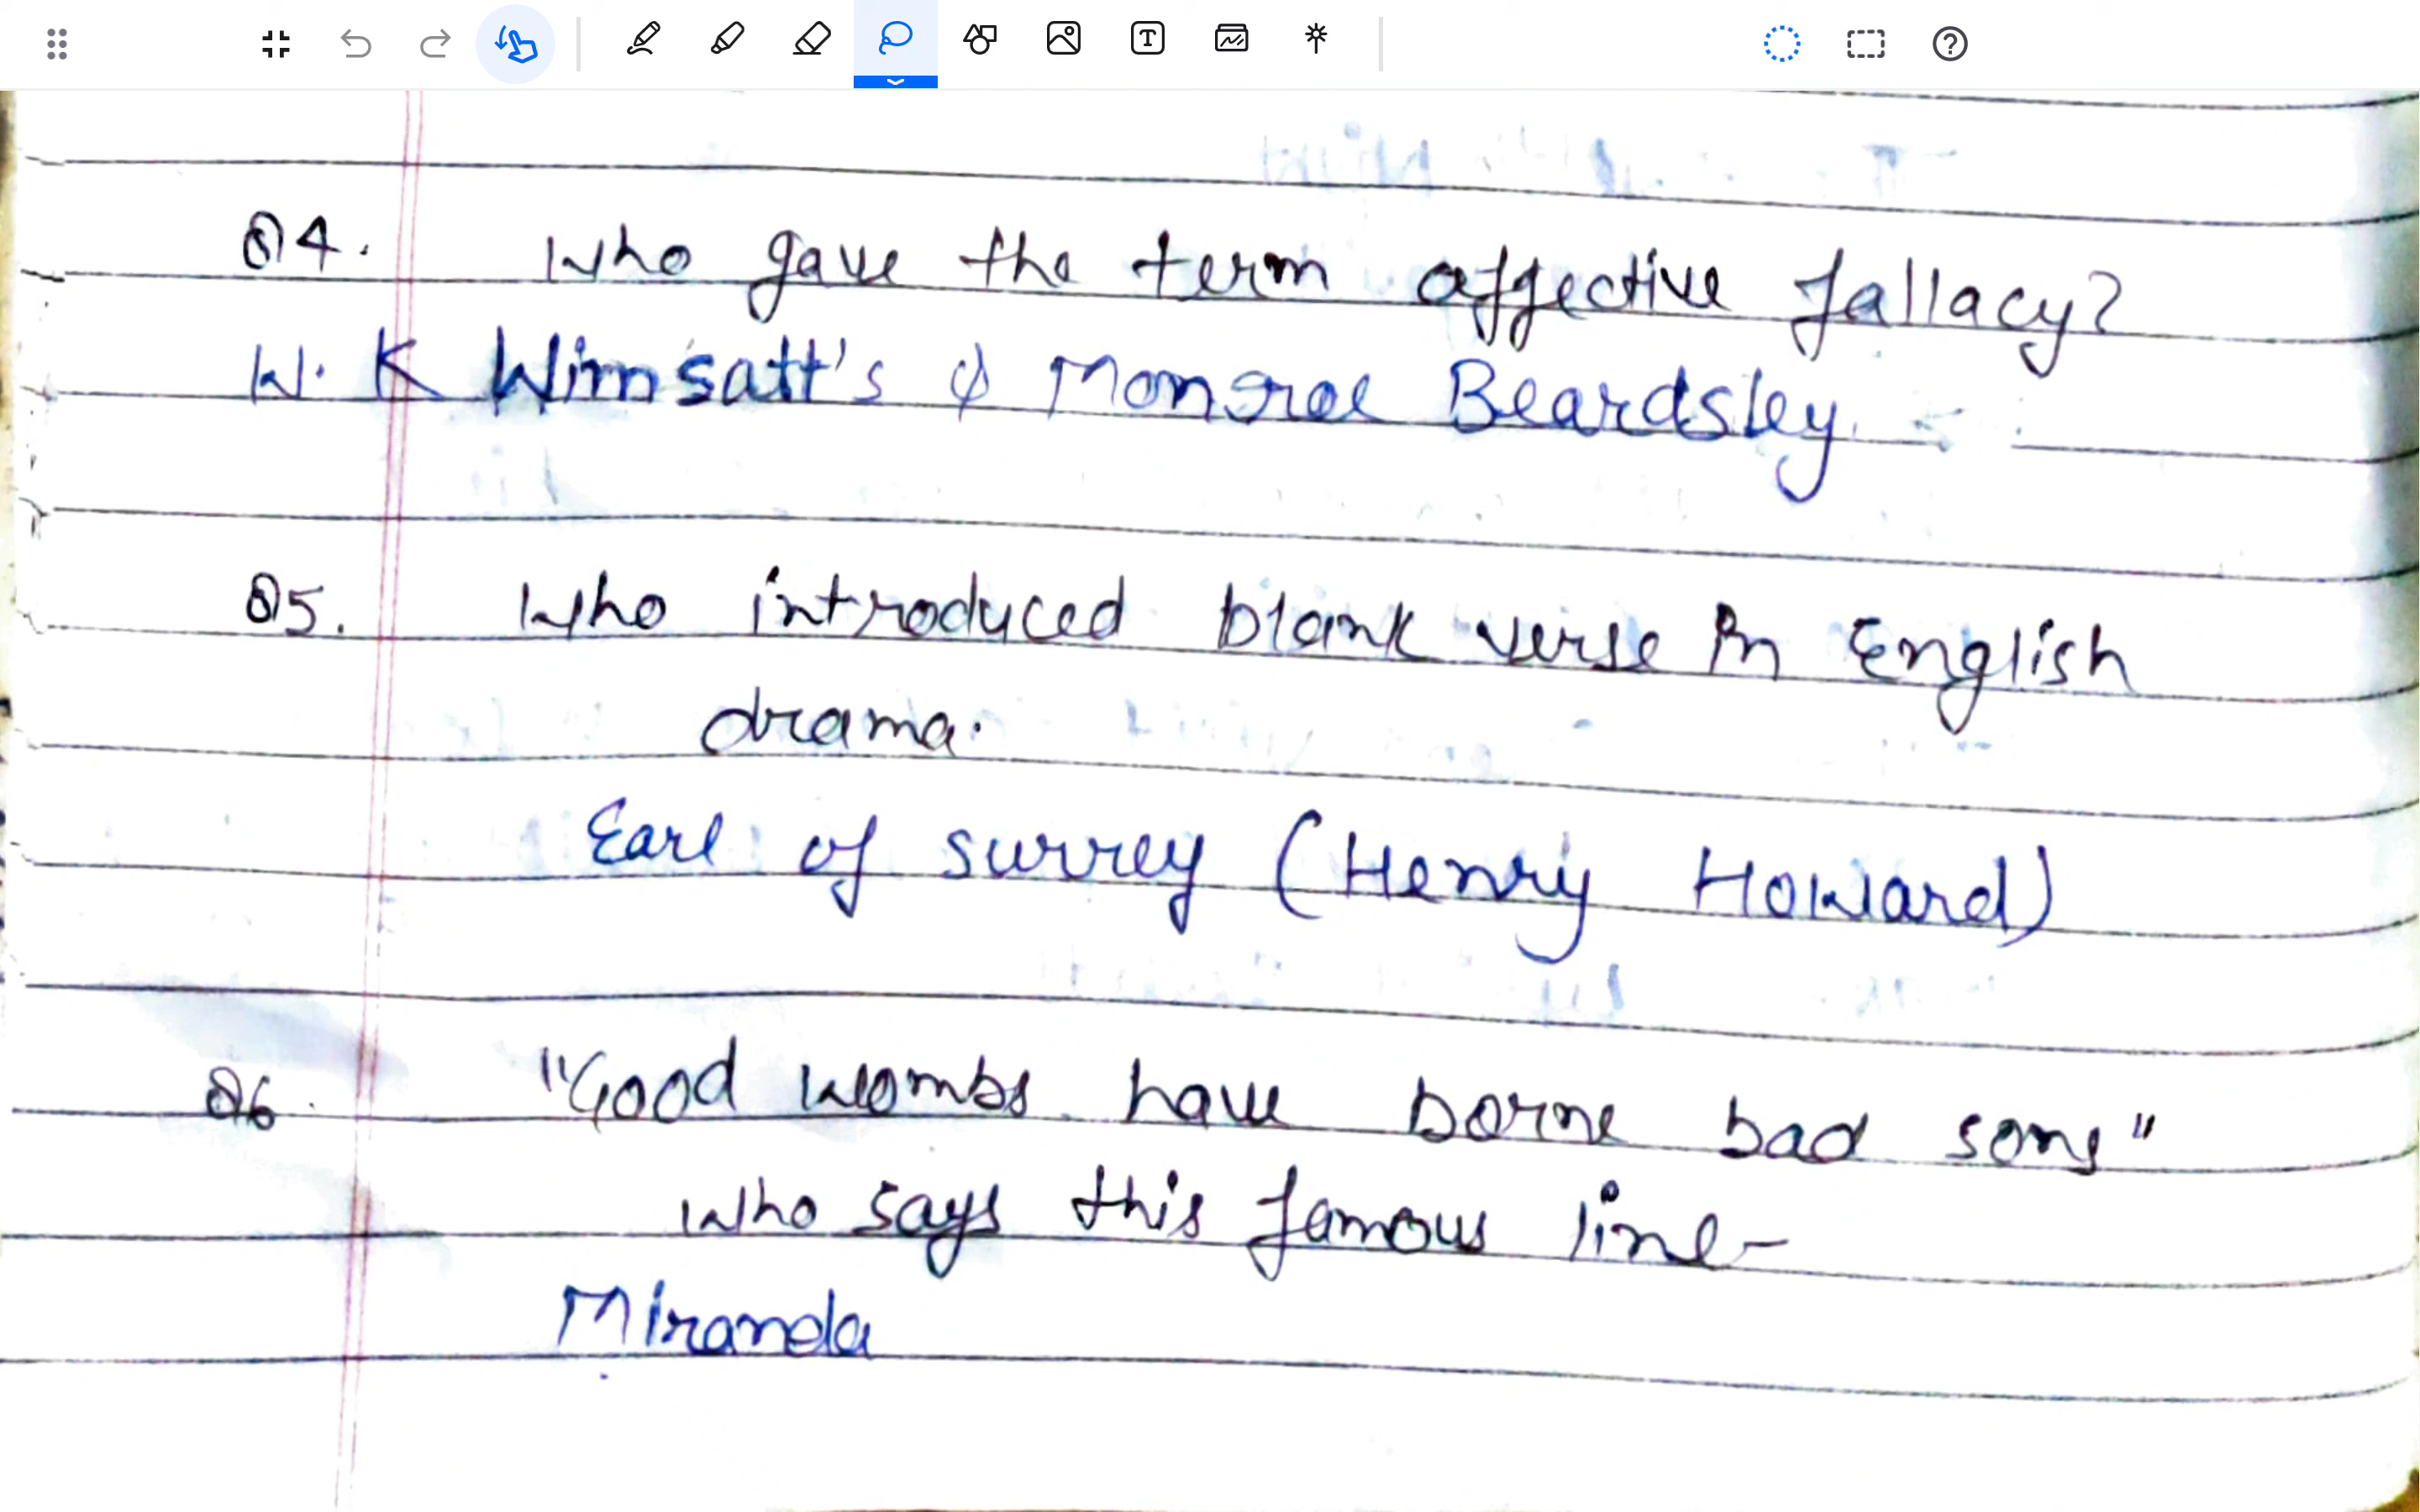 Q4. Who gave the term affective fallacy?
W. K Wimsatt's & Monroe Beardsley
Q5. Who introduced blank verse in English
drama.
Earl of surrey (Henry Howard)
Q6. "Good wombs have borne bad sons"
who says this famous line-
Miranda